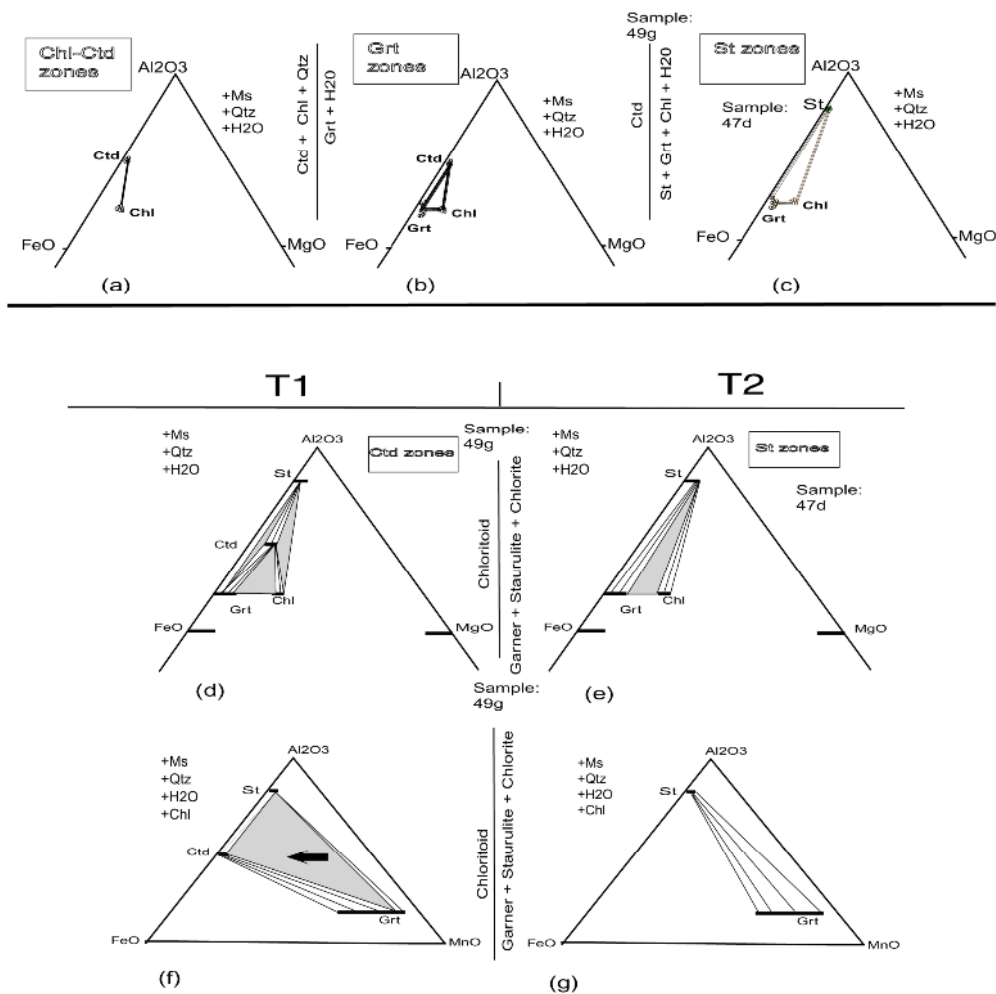 Chl-Ctd
zones
Al2O3
+Ms
+Qtz
+H2O
Ctd
Chl
FeO
MgO
(a)
Ctd + Chl + Qtz
Grt + H20
Grt
zones
Al2O3
+Ms
+Qtz
+H2O
Ctd
Grt
Chl
FeO
MgO
(b)
Sample:
49g
Ctd
St + Grt + Chl + H20
St zones
Al2O3
Sample:
47d
St
+Ms
+Qtz
+H2O
Grt
Chl
FeO
MgO
(c)
T1
T2
+Ms
+Qtz
+H2O
Al2O3
Ctd zones
St
Ctd
Grt
Chl
FeO
MgO
(d)
Sample:
49g
Chloritoid
Garner + Staurulite + Chlorite
+Ms
+Qtz
+H2O
Al2O3
St zones
Sample:
47d
St
Grt
Chl
FeO
MgO
(e)
Sample:
49g
+Ms
+Qtz
+H2O
+Chl
Al2O3
St
Ctd
Grt
FeO
MnO
(f)
Chloritoid
Garner + Staurulite + Chlorite
+Ms
+Qtz
+H2O
+Chl
Al2O3
St
Grt
FeO
MnO
(g)